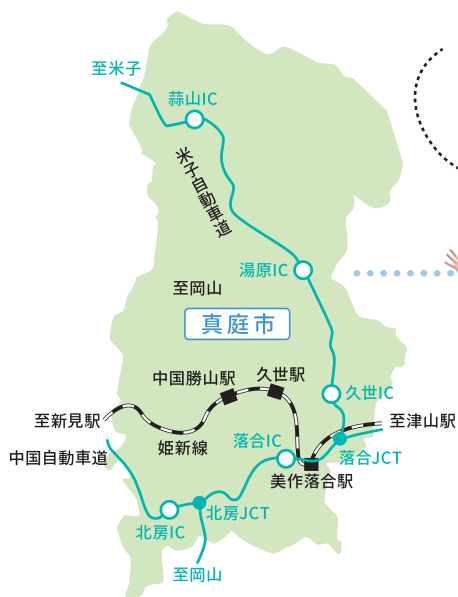 至米子
蒜山IC
米子自動車道
湯原IC
至岡山
真庭市
中国勝山駅
久世駅
久世IC
至新見駅
至津山駅
姫新線
落合IC
中国自動車道
落合JCT
美作落合駅
北房JCT
北房IC
至岡山